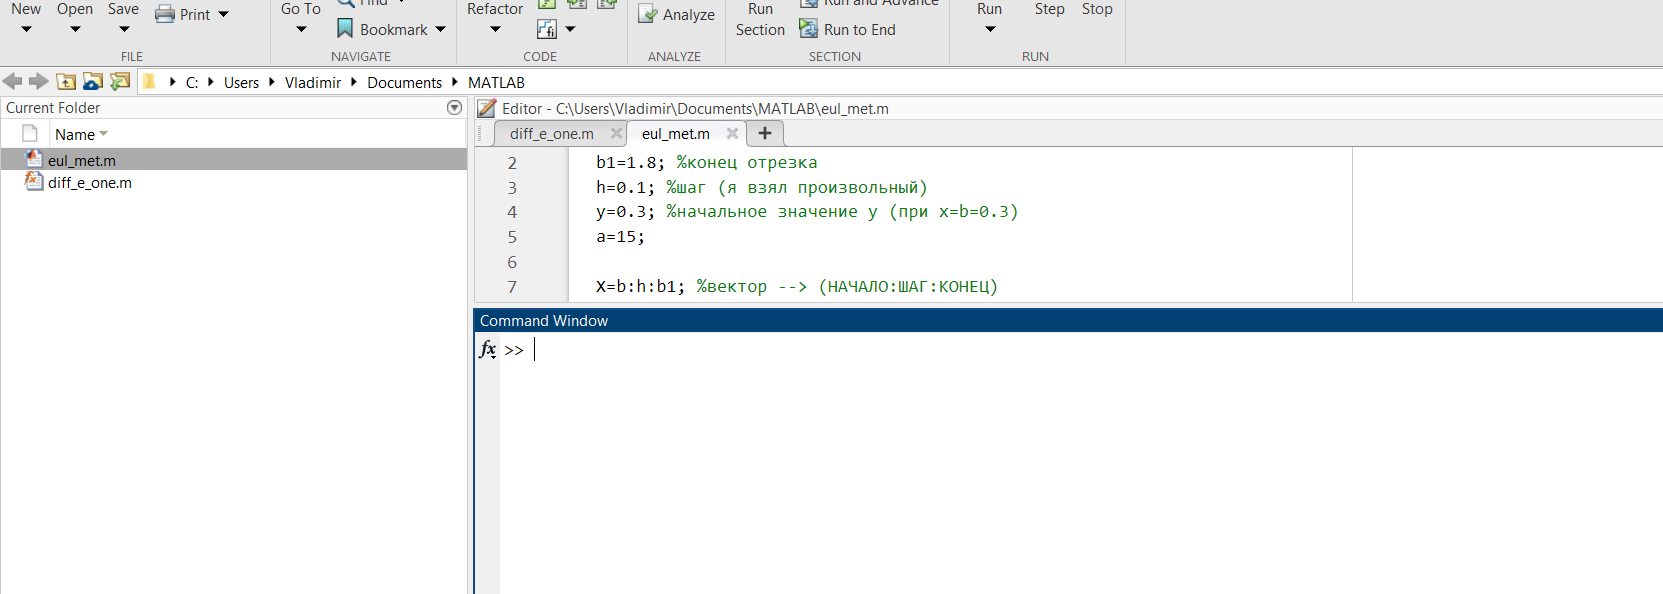 New Open Save Print Go To Find Refactor Analyze Run Section Run and Advance Run to End Run Step Stop
Bookmark
FILE NAVIGATE CODE ANALYZE SECTION RUN
C: Users Vladimir Documents MATLAB
Current Folder
Name
eul_met.m
diff_e_one.m
Editor - C:\Users\Vladimir\Documents\MATLAB\eul_met.m
diff_e_one.m eul_met.m
2 b1=1.8; %конец отрезка
3 h=0.1; %шаг (я взял произвольный)
4 y=0.3; %начальное значение y (при x=b=0.3)
5 a=15;
6
7 X=b:h:b1; %вектор --> (НАЧАЛО:ШАГ:КОНЕЦ)
Command Window
fx >>